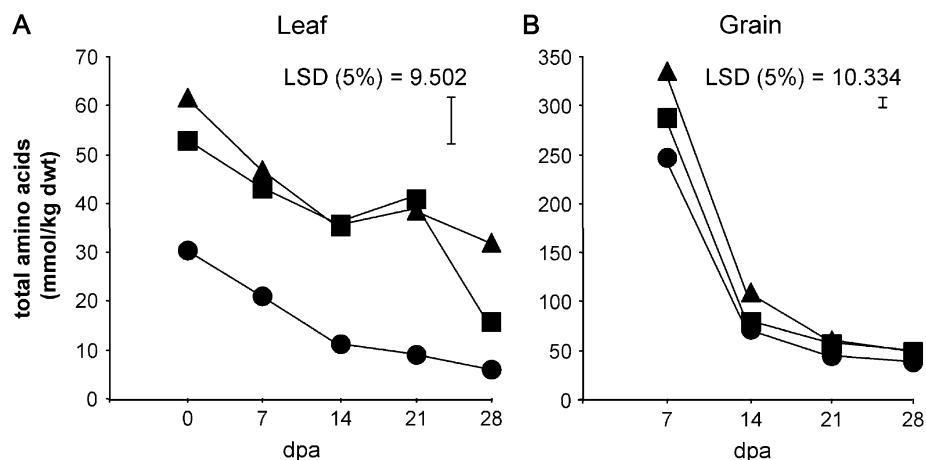 A
Leaf
B
Grain
LSD (5%) = 9.502
LSD (5%) = 10.334
total amino acids
(mmol/kg dwt)
70
60
50
40
30
20
10
0
0 7 14 21 28
dpa
350
300
250
200
150
100
50
0
7 14 21 28
dpa